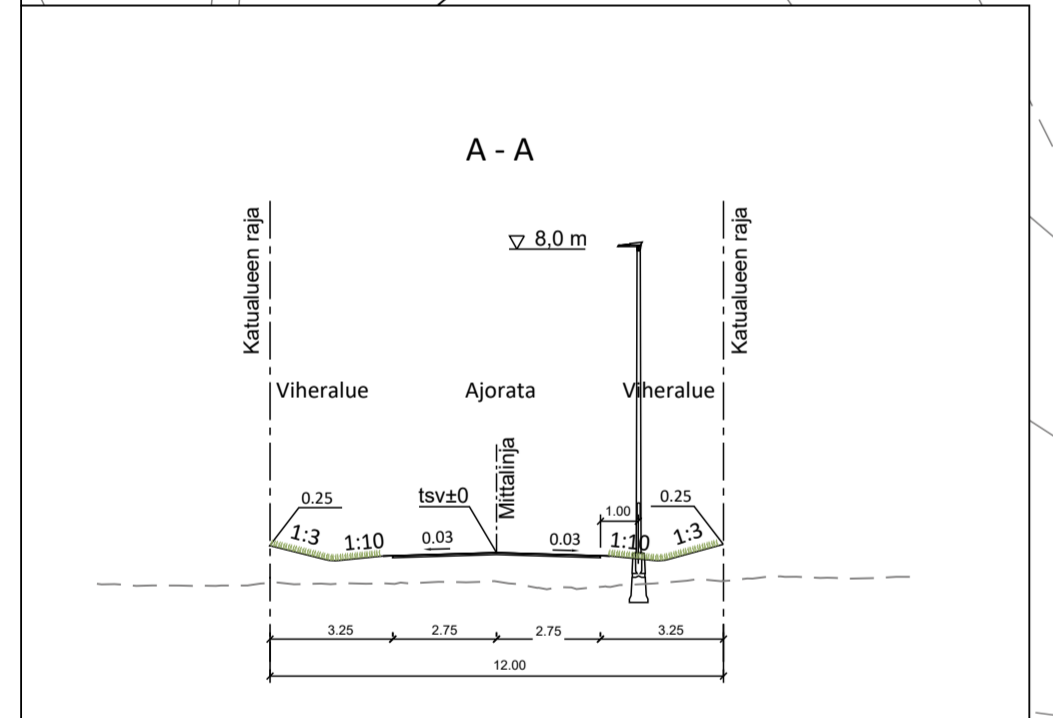 A - A
Katualueen raja
8,0 m
Katualueen raja
Viheralue
Ajorata
Viheralue
Mittalinja
0.25
tsv±0
0.25
1.00
1:3
1:10
0.03
0.03
1:10
1:3
3.25
2.75
2.75
3.25
12.00